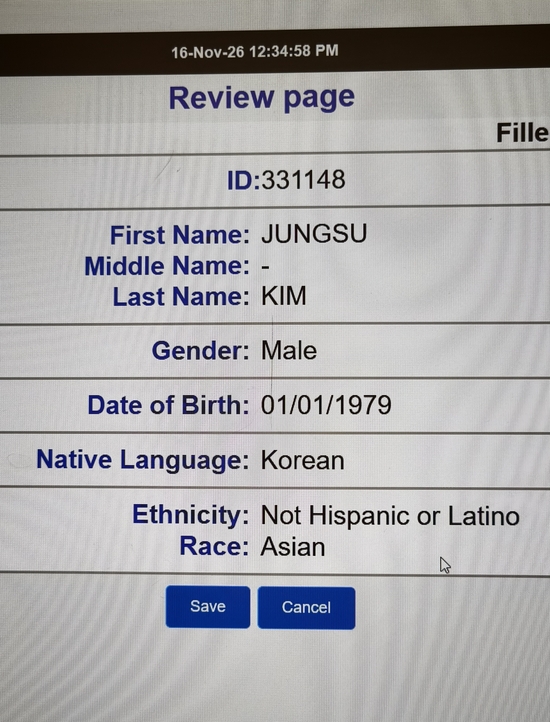 16-Nov-26 12:34:58 PM
Review page
Fille
ID:331148
First Name: JUNGSU
Middle Name: -
Last Name: KIM
Gender: Male
Date of Birth: 01/01/1979
Native Language: Korean
Ethnicity: Not Hispanic or Latino
Race: Asian
Save Cancel